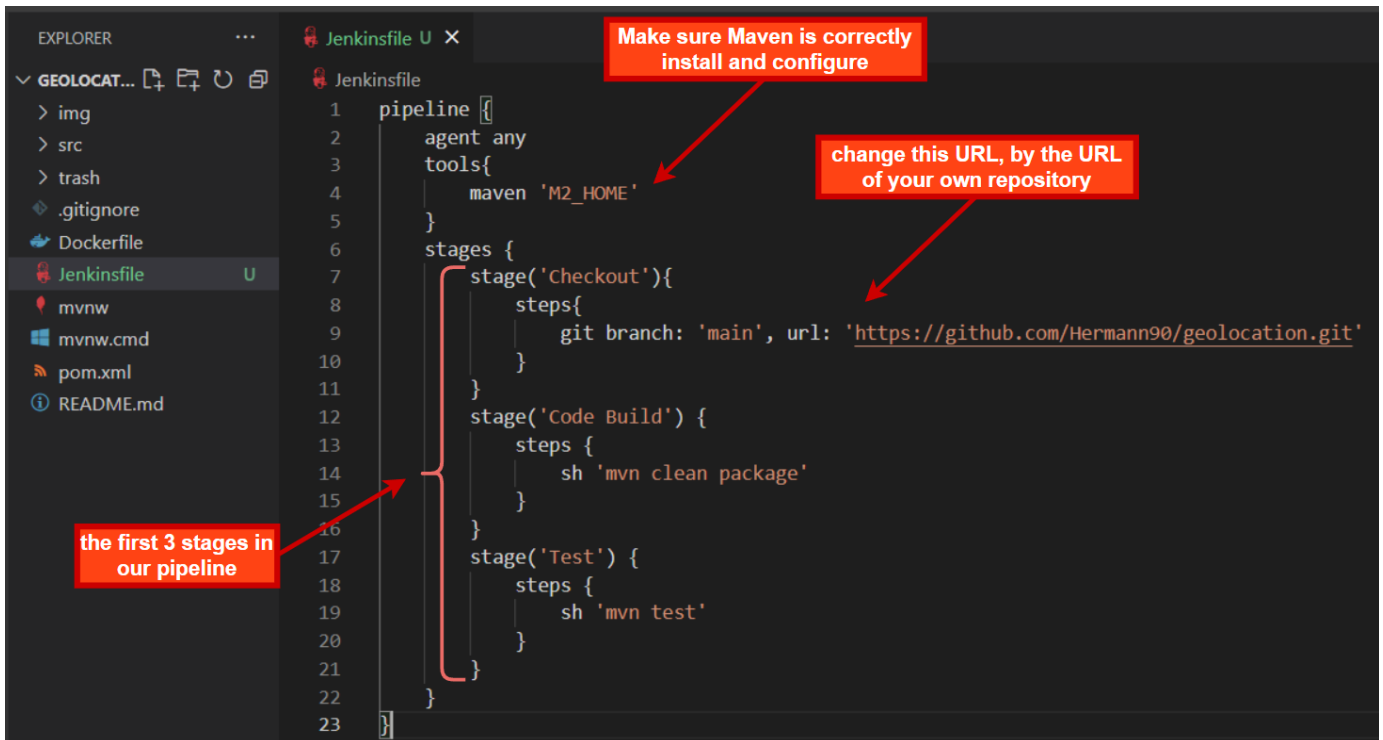 EXPLORER ···
GEOLOCAT...
img
src
trash
.gitignore
Dockerfile
Jenkinsfile U
mvnw
mvnw.cmd
pom.xml
README.md
Jenkinsfile U ×
Jenkinsfile
1 pipeline {
2 agent any
3 tools{
4 maven 'M2_HOME'
5 }
6 stages {
7 stage('Checkout'){
8 steps{
9 git branch: 'main', url: 'https://github.com/Hermann90/geolocation.git'
10 }
11 }
12 stage('Code Build') {
13 steps {
14 sh 'mvn clean package'
15 }
16 }
17 stage('Test') {
18 steps {
19 sh 'mvn test'
20 }
21 }
22 }
23 }
Make sure Maven is correctly
install and configure
change this URL, by the URL
of your own repository
the first 3 stages in
our pipeline